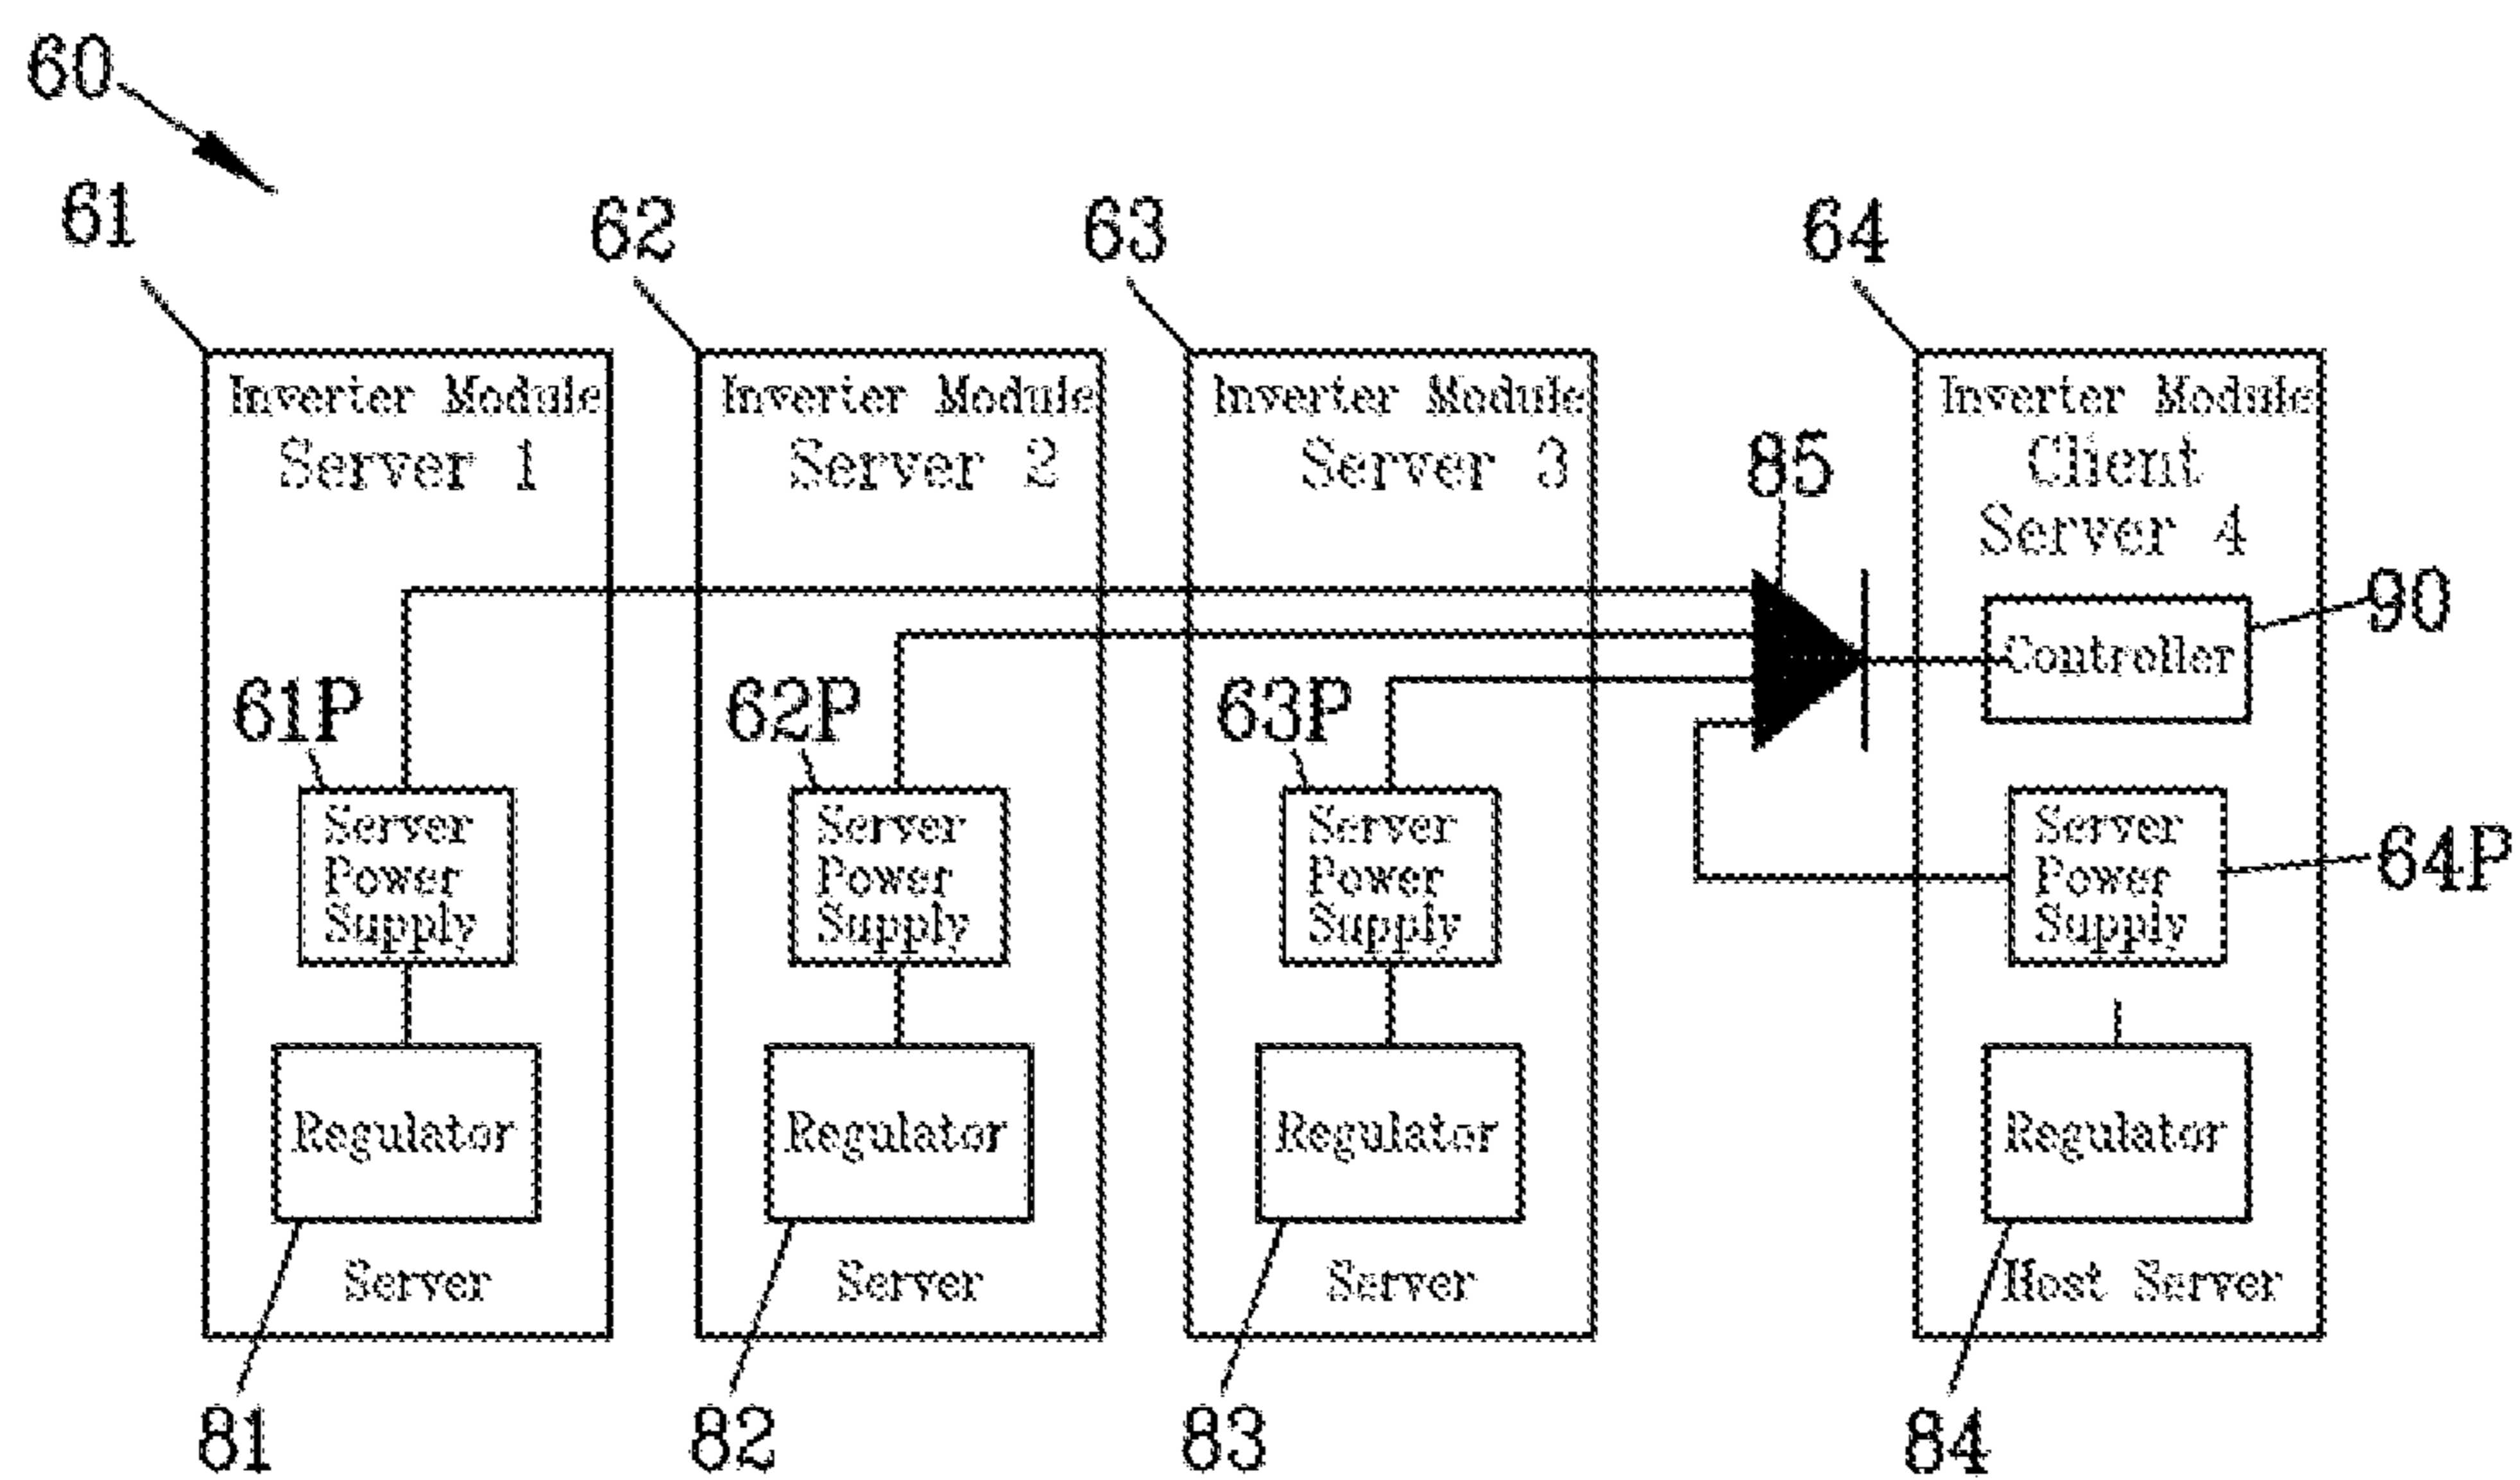 60
61
62
63
64
Inverter Module
Server 1
Inverter Module
Server 2
Inverter Module
Server 3
Inverter Module
Client
Server 4
85
90
Controller
61P
62P
63P
64P
Server
Power
Supply
Server
Power
Supply
Server
Power
Supply
Server
Power
Supply
Regulator
Regulator
Regulator
Regulator
Server
Server
Server
Host Server
81
82
83
84